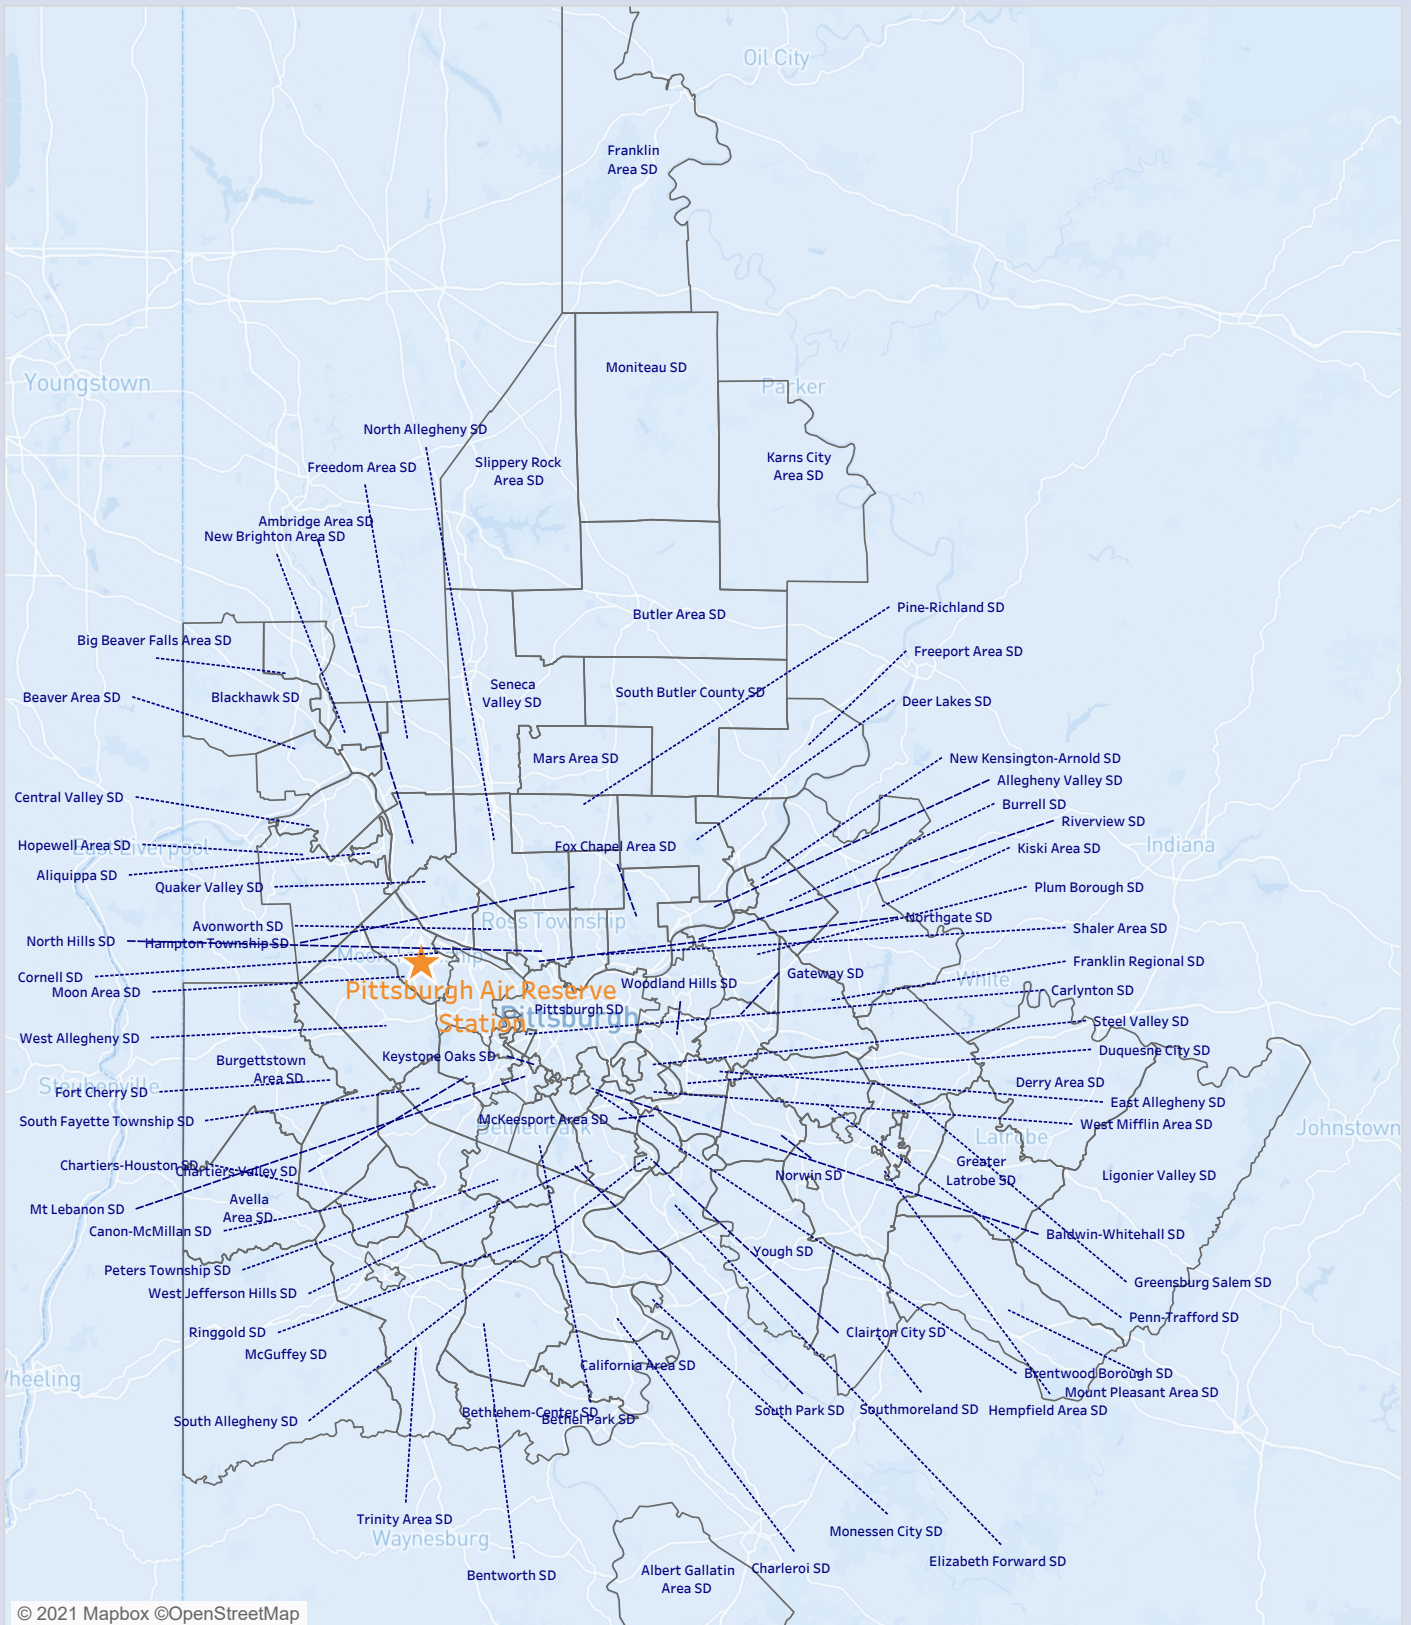 Oil City
Franklin
Area SD
Moniteau SD
Youngstown
Parker
North Allegheny SD
Slippery Rock
Area SD
Karns City
Area SD
Freedom Area SD
Ambridge Area SD
New Brighton Area SD
Pine-Richland SD
Butler Area SD
Big Beaver Falls Area SD
Freeport Area SD
Seneca
Valley SD
South Butler County SD
Beaver Area SD
Blackhawk SD
Deer Lakes SD
Mars Area SD
New Kensington-Arnold SD
Allegheny Valley SD
Central Valley SD
Burrell SD
Riverview SD
Hopewell Area SD
East Liverpool
Fox Chapel Area SD
Kiski Area SD
Indiana
Aliquippa SD
Quaker Valley SD
Plum Borough SD
Avonworth SD
Ross Township
Northgate SD
Shaler Area SD
North Hills SD
Hampton Township SD
Moon Township
Franklin Regional SD
Cornell SD
Woodland Hills SD
Gateway SD
White
Moon Area SD
Pittsburgh Air Reserve
Station
Carlynton SD
Pittsburgh SD
Pittsburgh
Steel Valley SD
West Allegheny SD
Duquesne City SD
Burgettstown
Area SD
Keystone Oaks SD
Steubenville
Fort Cherry SD
Derry Area SD
East Allegheny SD
South Fayette Township SD
McKeesport Area SD
Bethel Park
West Mifflin Area SD
Latrobe
Johnstown
Chartiers-Houston SD
Chartiers Valley SD
Greater
Latrobe SD
Norwin SD
Ligonier Valley SD
Mt Lebanon SD
Avella
Area SD
Canon-McMillan SD
Baldwin-Whitehall SD
Yough SD
Peters Township SD
Greensburg Salem SD
West Jefferson Hills SD
Penn-Trafford SD
Ringgold SD
Clairton City SD
McGuffey SD
California Area SD
Brentwood Borough SD
Wheeling
Mount Pleasant Area SD
South Allegheny SD
Bethlehem-Center SD
Bethel Park SD
South Park SD
Southmoreland SD
Hempfield Area SD
Trinity Area SD
Waynesburg
Monessen City SD
Elizabeth Forward SD
Bentworth SD
Albert Gallatin
Area SD
Charleroi SD
© 2021 Mapbox ©OpenStreetMap